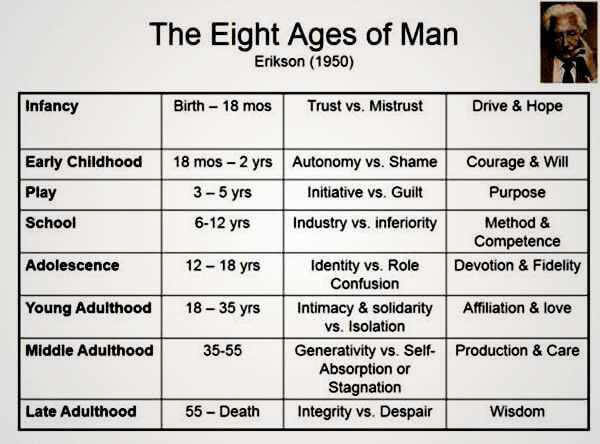 The Eight Ages of Man
Erikson (1950)
Infancy Birth – 18 mos Trust vs. Mistrust Drive & Hope
Early Childhood 18 mos – 2 yrs Autonomy vs. Shame Courage & Will
Play 3 – 5 yrs Initiative vs. Guilt Purpose
School 6-12 yrs Industry vs. inferiority Method &
Competence
Adolescence 12 – 18 yrs Identity vs. Role Devotion & Fidelity
Confusion
Young Adulthood 18 – 35 yrs Intimacy & solidarity Affiliation & love
vs. Isolation
Middle Adulthood 35-55 Generativity vs. Self- Production & Care
Absorption or
Stagnation
Late Adulthood 55 – Death Integrity vs. Despair Wisdom